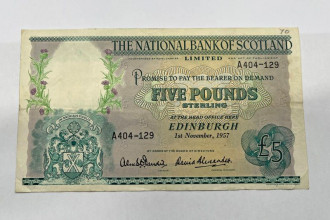 70
THE NATIONAL BANK OF SCOTLAND
LIMITED
A404-129
PROMISE TO PAY THE BEARER ON DEMAND
FIVE POUNDS
STERLING
AT THE HEAD OFFICE HERE
A404-129
EDINBURGH
1st November, 1957
£5